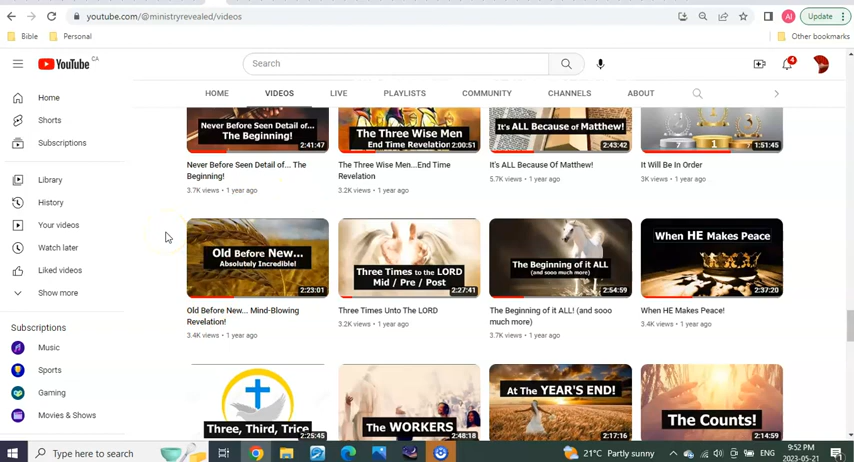 youtube.com/@ministryrevealed/videos
AI
Update
Bible
Personal
Other bookmarks
YouTube CA
Search
4
HOME
VIDEOS
LIVE
PLAYLISTS
COMMUNITY
CHANNELS
ABOUT
Home
Shorts
Subscriptions
Library
History
Your videos
Watch later
Liked videos
Show more
Subscriptions
Music
Sports
Gaming
Movies & Shows
Never Before Seen Detail of...
The Beginning!
2:41:47
The Three Wise Men
End Time Revelation
2:00:51
It's ALL Because of Matthew!
2:43:42
1:51:45
Never Before Seen Detail of... The
Beginning!
3.7K views • 1 year ago
The Three Wise Men...End Time
Revelation
3.2K views • 1 year ago
It's ALL Because Of Matthew!
5.7K views • 1 year ago
It Will Be In Order
3K views • 1 year ago
Old Before New...
Absolutely Incredible!
2:23:01
Three Times to the LORD
Mid / Pre / Post
2:27:41
The Beginning of it ALL
(and sooo much more)
2:54:59
When HE Makes Peace
2:37:20
Old Before New... Mind-Blowing
Revelation!
3.4K views • 1 year ago
Three Times Unto The LORD
3.2K views • 1 year ago
The Beginning of it ALL! (and sooo
much more)
3.7K views • 1 year ago
When HE Makes Peace!
3.4K views • 1 year ago
Three, Third, Trice
2:25:45
The WORKERS
2:48:18
At The YEAR'S END!
2:17:16
The Counts!
2:14:59
Type here to search
21°C Partly sunny
ENG
9:52 PM
2023-05-21